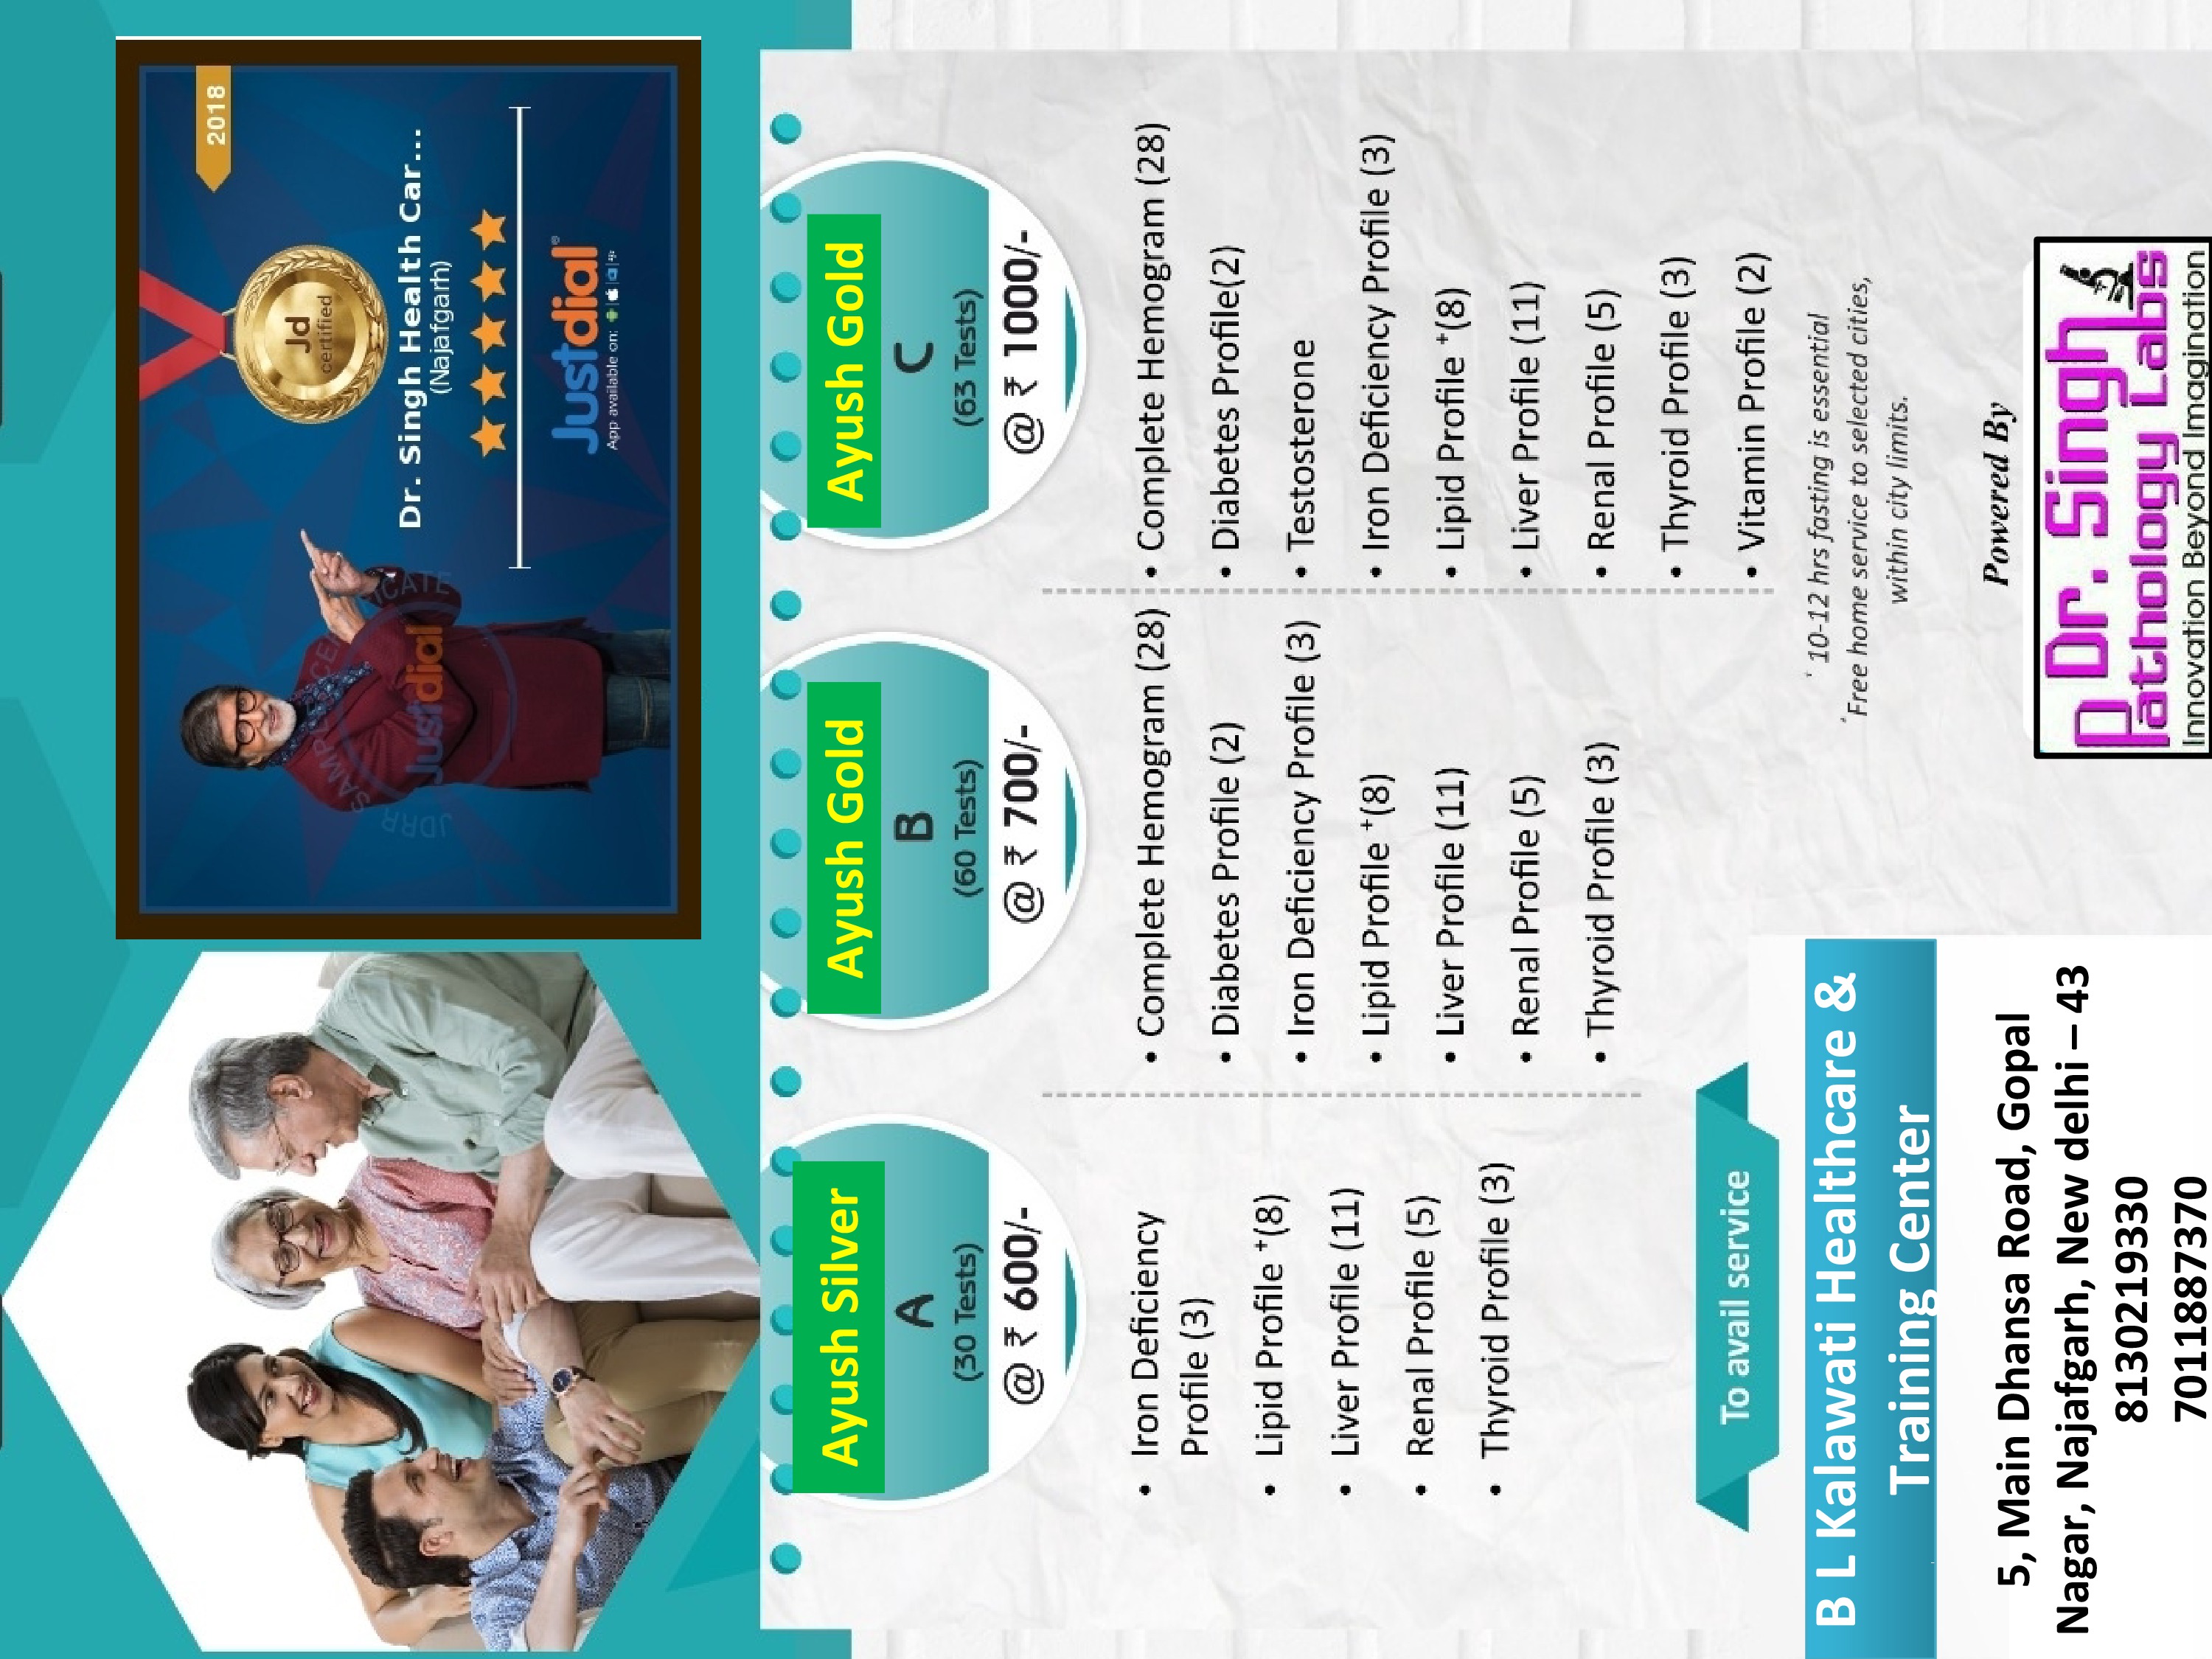 2018
Jd
certified
Dr. Singh Health Car...
(Najafgarh)
JDRR SAMPLE CERTIFICATE
Justdial
Justdial®
App available on:
Ayush Silver
A
(30 Tests)
@ ₹ 600/-
• Iron Deficiency
Profile (3)
• Lipid Profile +(8)
• Liver Profile (11)
• Renal Profile (5)
• Thyroid Profile (3)
Ayush Gold
B
(60 Tests)
@ ₹ 700/-
• Complete Hemogram (28)
• Diabetes Profile (2)
• Iron Deficiency Profile (3)
• Lipid Profile +(8)
• Liver Profile (11)
• Renal Profile (5)
• Thyroid Profile (3)
Ayush Gold
C
(63 Tests)
@ ₹ 1000/-
• Complete Hemogram (28)
• Diabetes Profile(2)
• Testosterone
• Iron Deficiency Profile (3)
• Lipid Profile +(8)
• Liver Profile (11)
• Renal Profile (5)
• Thyroid Profile (3)
• Vitamin Profile (2)
+ 10-12 hrs fasting is essential
*Free home service to selected cities,
within city limits.
To avail service
B L Kalawati Healthcare &
Training Center
5, Main Dhansa Road, Gopal
Nagar, Najafgarh, New delhi – 43
8130219330
7011887370
Powered By
Dr. Singh
Pathology Labs
Innovation Beyond Imagination